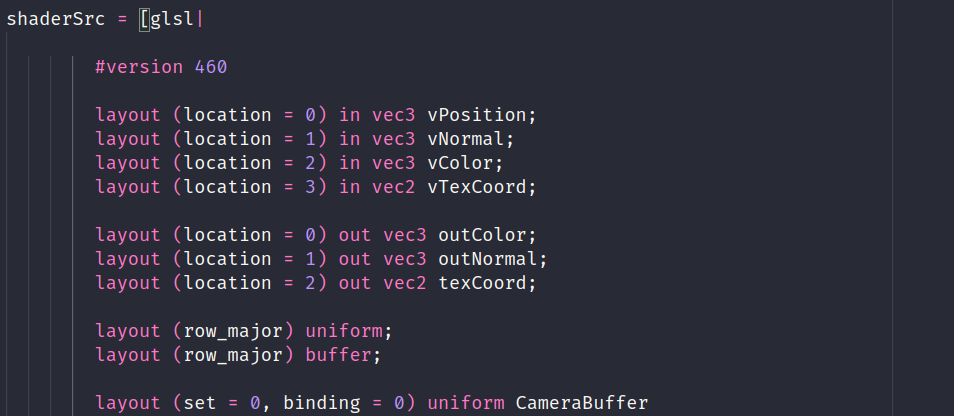 shaderSrc = [glsl|
#version 460
layout (location = 0) in vec3 vPosition;
layout (location = 1) in vec3 vNormal;
layout (location = 2) in vec3 vColor;
layout (location = 3) in vec2 vTexCoord;
layout (location = 0) out vec3 outColor;
layout (location = 1) out vec3 outNormal;
layout (location = 2) out vec2 texCoord;
layout (row_major) uniform;
layout (row_major) buffer;
layout (set = 0, binding = 0) uniform CameraBuffer